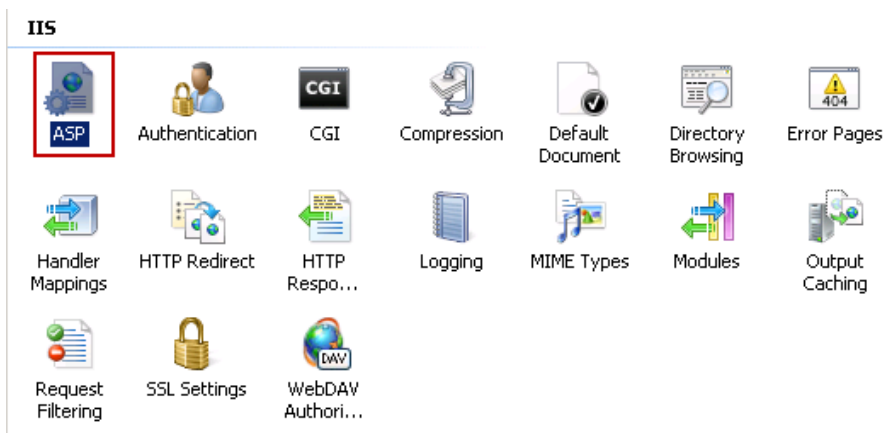 IIS
CGI
404
ASP
Authentication
CGI
Compression
Default
Document
Directory
Browsing
Error Pages
Handler
Mappings
HTTP Redirect
HTTP
Respo...
Logging
MIME Types
Modules
Output
Caching
DAV
Request
Filtering
SSL Settings
WebDAV
Authori...